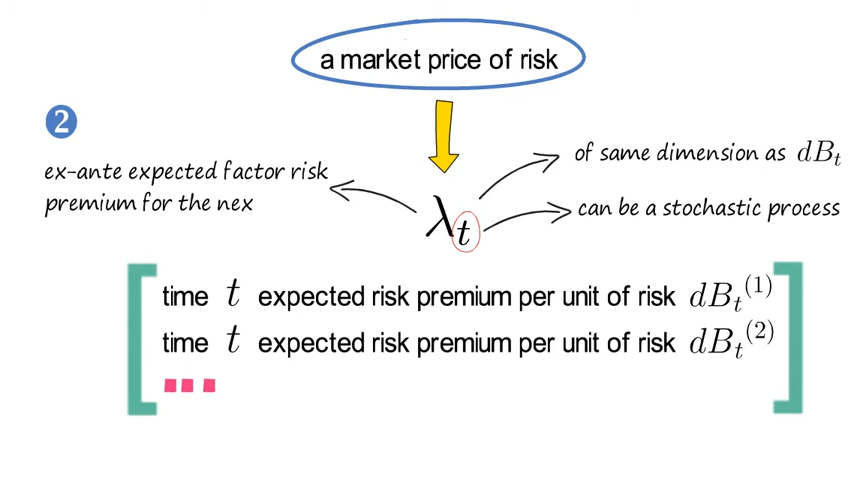 a market price of risk
2
ex-ante expected factor risk
premium for the nex
of same dimension as dB_t
can be a stochastic process
λ_t
time t expected risk premium per unit of risk dB_t^(1)
time t expected risk premium per unit of risk dB_t^(2)
...